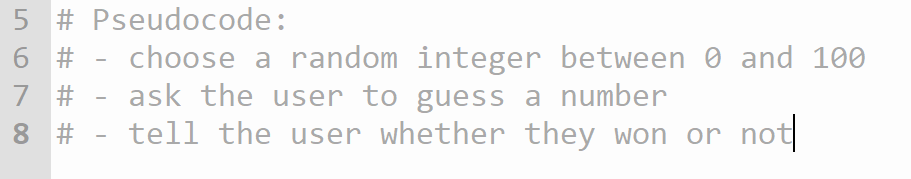 5 # Pseudocode:
6 # - choose a random integer between 0 and 100
7 # - ask the user to guess a number
8 # - tell the user whether they won or not